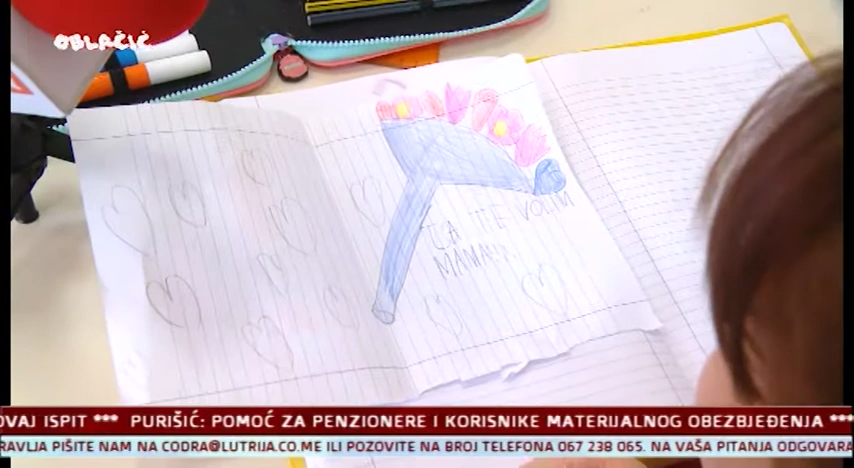 OBLAČIĆ
JA TE VOLIM
MAMA
OVAJ ISPIT *** PURIŠIĆ: POMOĆ ZA PENZIONERE I KORISNIKE MATERIJALNOG OBEZBJEĐENJA ***
RAVLJA PIŠITE NAM NA CODRA@LUTRIJA.CO.ME ILI POZOVITE NA BROJ TELEFONA 067 238 065. NA VAŠA PITANJA ODGOVARA